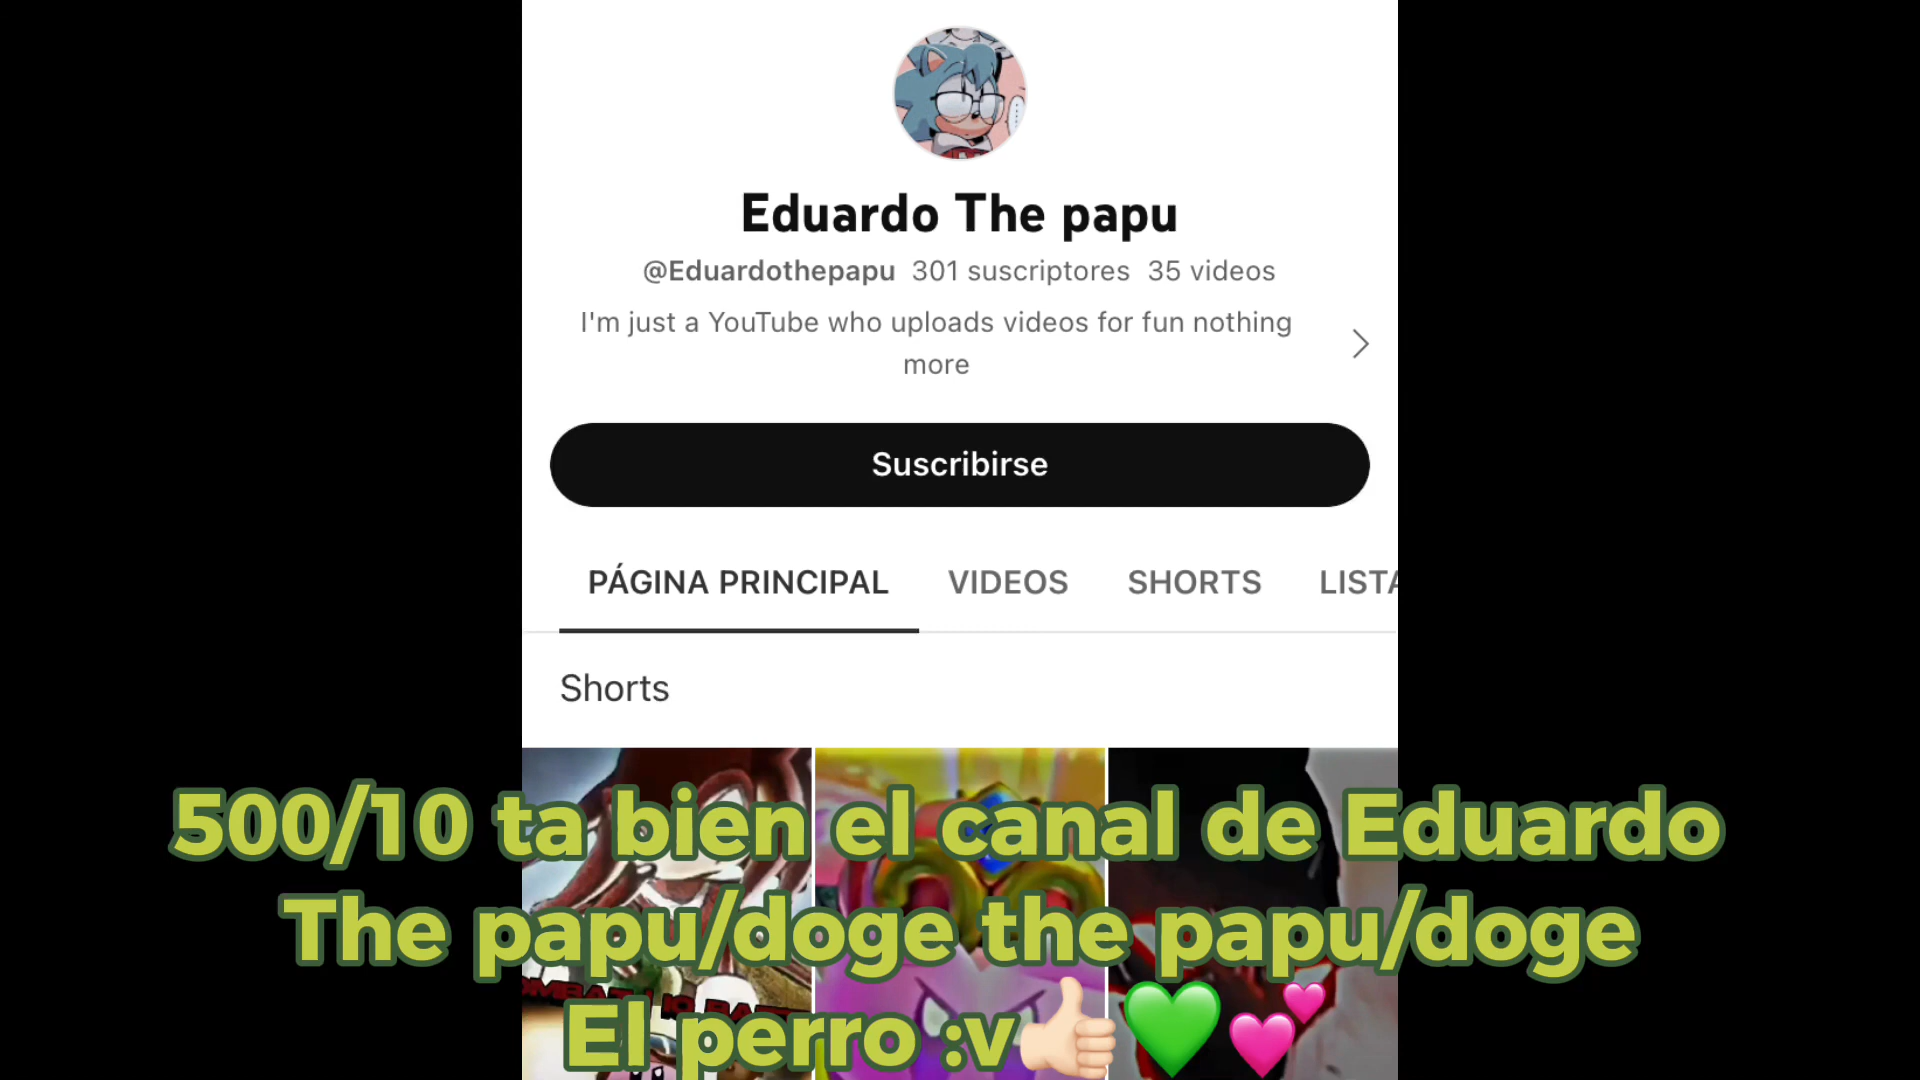 Eduardo The papu
@Eduardothepapu 301 suscriptores 35 videos
I'm just a YouTube who uploads videos for fun nothing
more
Suscribirse
PÁGINA PRINCIPAL VIDEOS SHORTS LISTA
Shorts
500/10 ta bien el canal de Eduardo
The papu/doge the papu/doge
El perro :v👍🏻💚💕